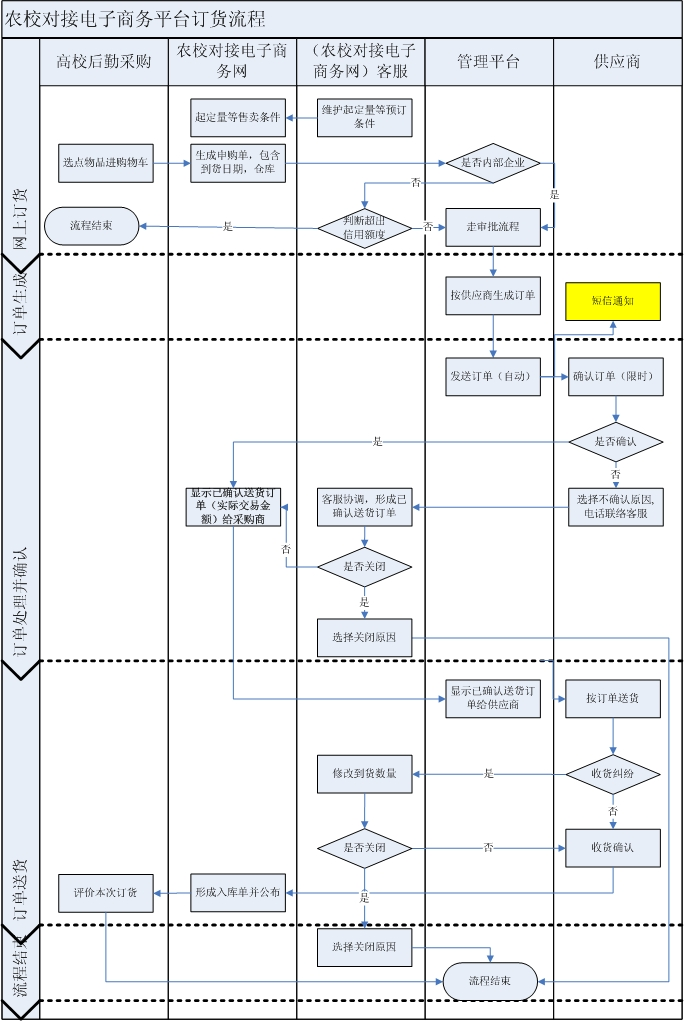 农校对接电子商务平台订货流程
高校后勤采购
农校对接电子商
务网
（农校对接电子
商务网）客服
管理平台
供应商
网上订货
起定量等售卖条件
维护起定量等预订
条件
选点物品进购物车
生成申购单，包含
到货日期，仓库
是否内部企业
否
是
流程结束
是
判断超出
信用额度
否
走审批流程
订单生成
按供应商生成订单
短信通知
订单处理并确认
发送订单（自动）
确认订单（限时）
是
是否确认
否
显示已确认送货订
单（实际交易金
额）给采购商
客服协调，形成已
确认送货订单
选择不确认原因,
电话联络客服
否
是否关闭
是
选择关闭原因
订单送货
显示已确认送货订
单给供应商
按订单送货
修改到货数量
是
收货纠纷
否
是否关闭
否
收货确认
评价本次订货
形成入库单并公布
是
流程结束
选择关闭原因
流程结束